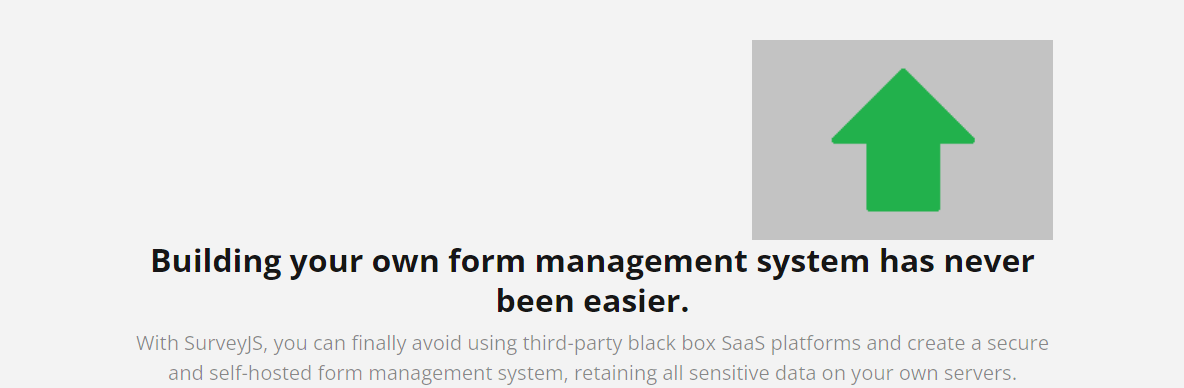 Building your own form management system has never
been easier.
With SurveyJS, you can finally avoid using third-party black box SaaS platforms and create a secure
and self-hosted form management system, retaining all sensitive data on your own servers.